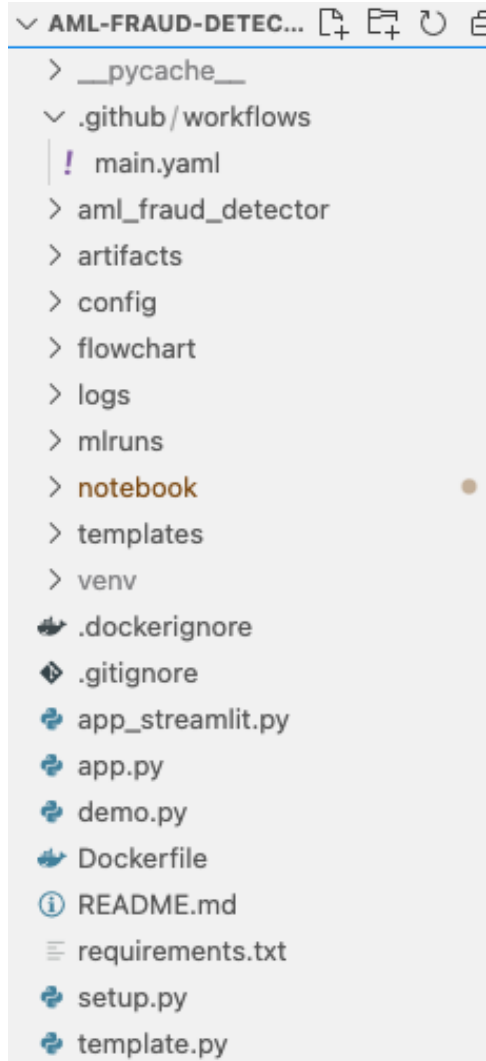 AML-FRAUD-DETEC...
__pycache__
.github/workflows
! main.yaml
aml_fraud_detector
artifacts
config
flowchart
logs
mlruns
notebook
templates
venv
.dockerignore
.gitignore
app_streamlit.py
app.py
demo.py
Dockerfile
README.md
requirements.txt
setup.py
template.py